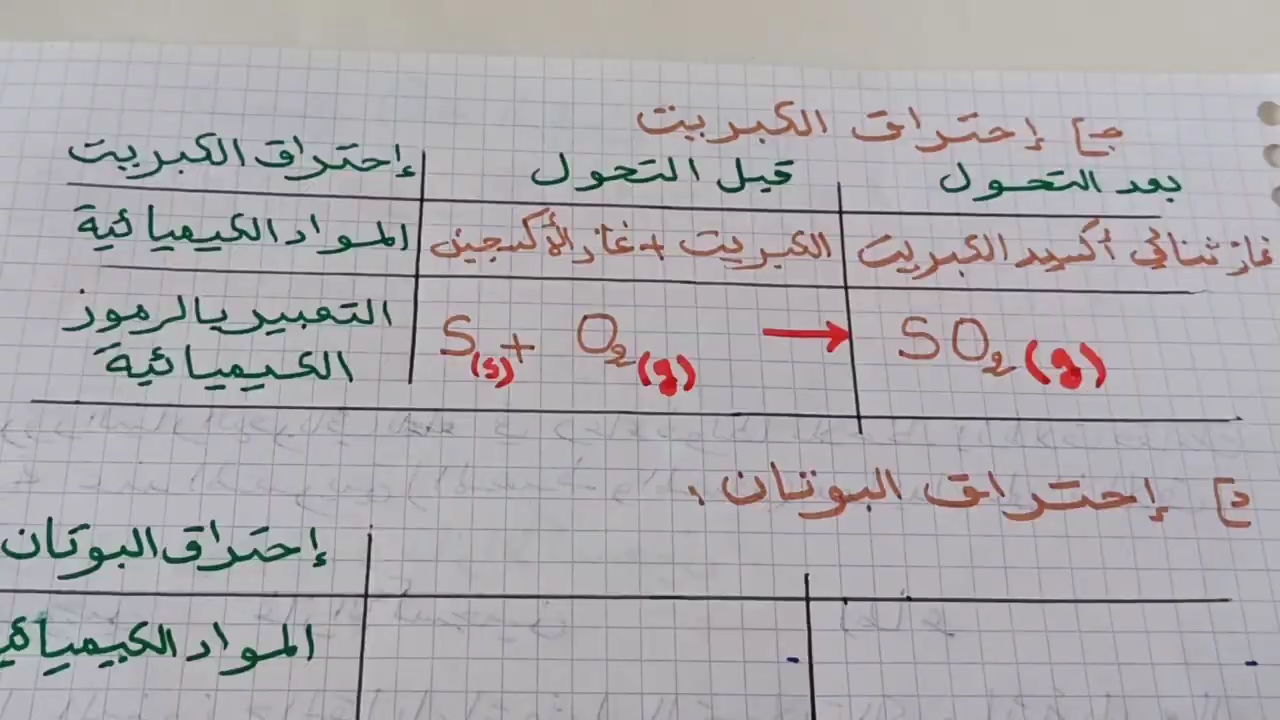 ج] إحتراق الكبريت
إحتراق الكبريت | قبل التحول | بعد التحول
المواد الكيميائية | الكبريت + غاز الأكسجين | غاز ثنائي أكسيد الكبريت
التعبير بالرموز
الكيميائية | S(s) + O₂(g) → | SO₂(g)
د] إحتراق البوتان.
إحتراق البوتان
المواد الكيميائية